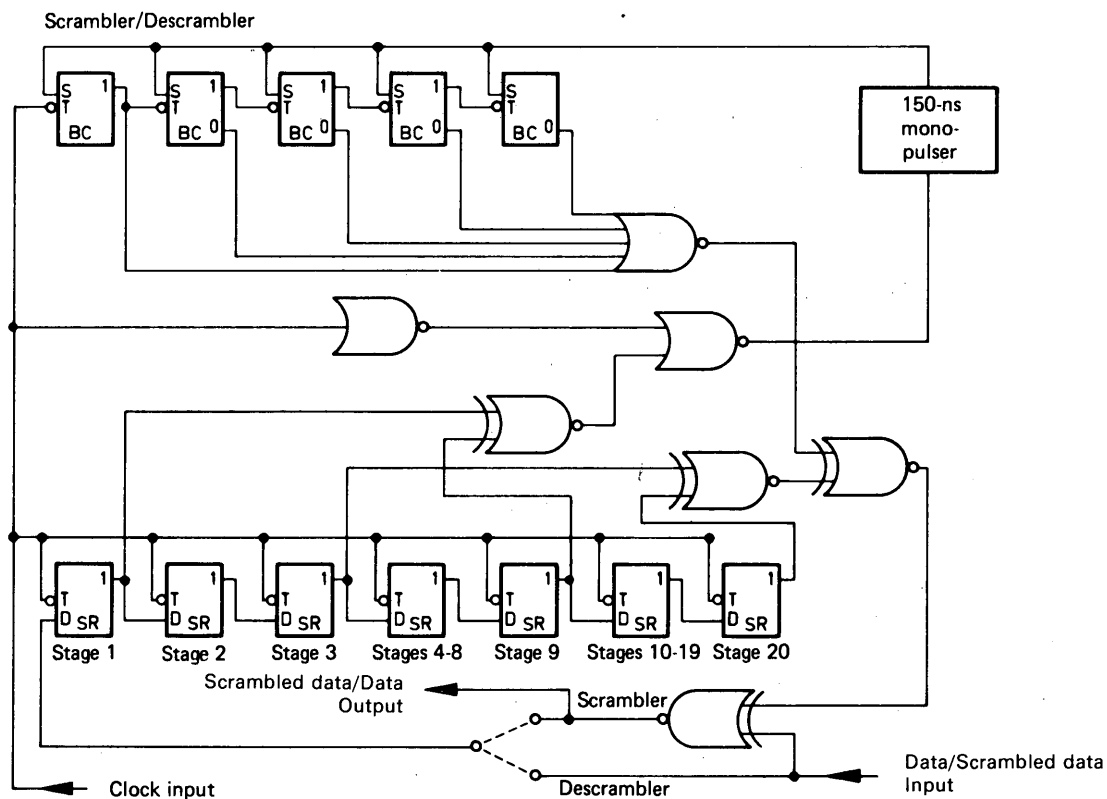 Scrambler/Descrambler
S 1 S 1 S 1 S 1 S
T T T T T
BC BC 0 BC 0 BC 0 BC 0
150-ns
mono-
pulser
1 1 1 1 1 1 1
T T T T T T T
D SR D SR D SR D SR D SR D SR D SR
Stage 1 Stage 2 Stage 3 Stages 4-8 Stage 9 Stages 10-19 Stage 20
Scrambled data/Data
Output
Scrambler
Descrambler
Data/Scrambled data
Input
Clock input